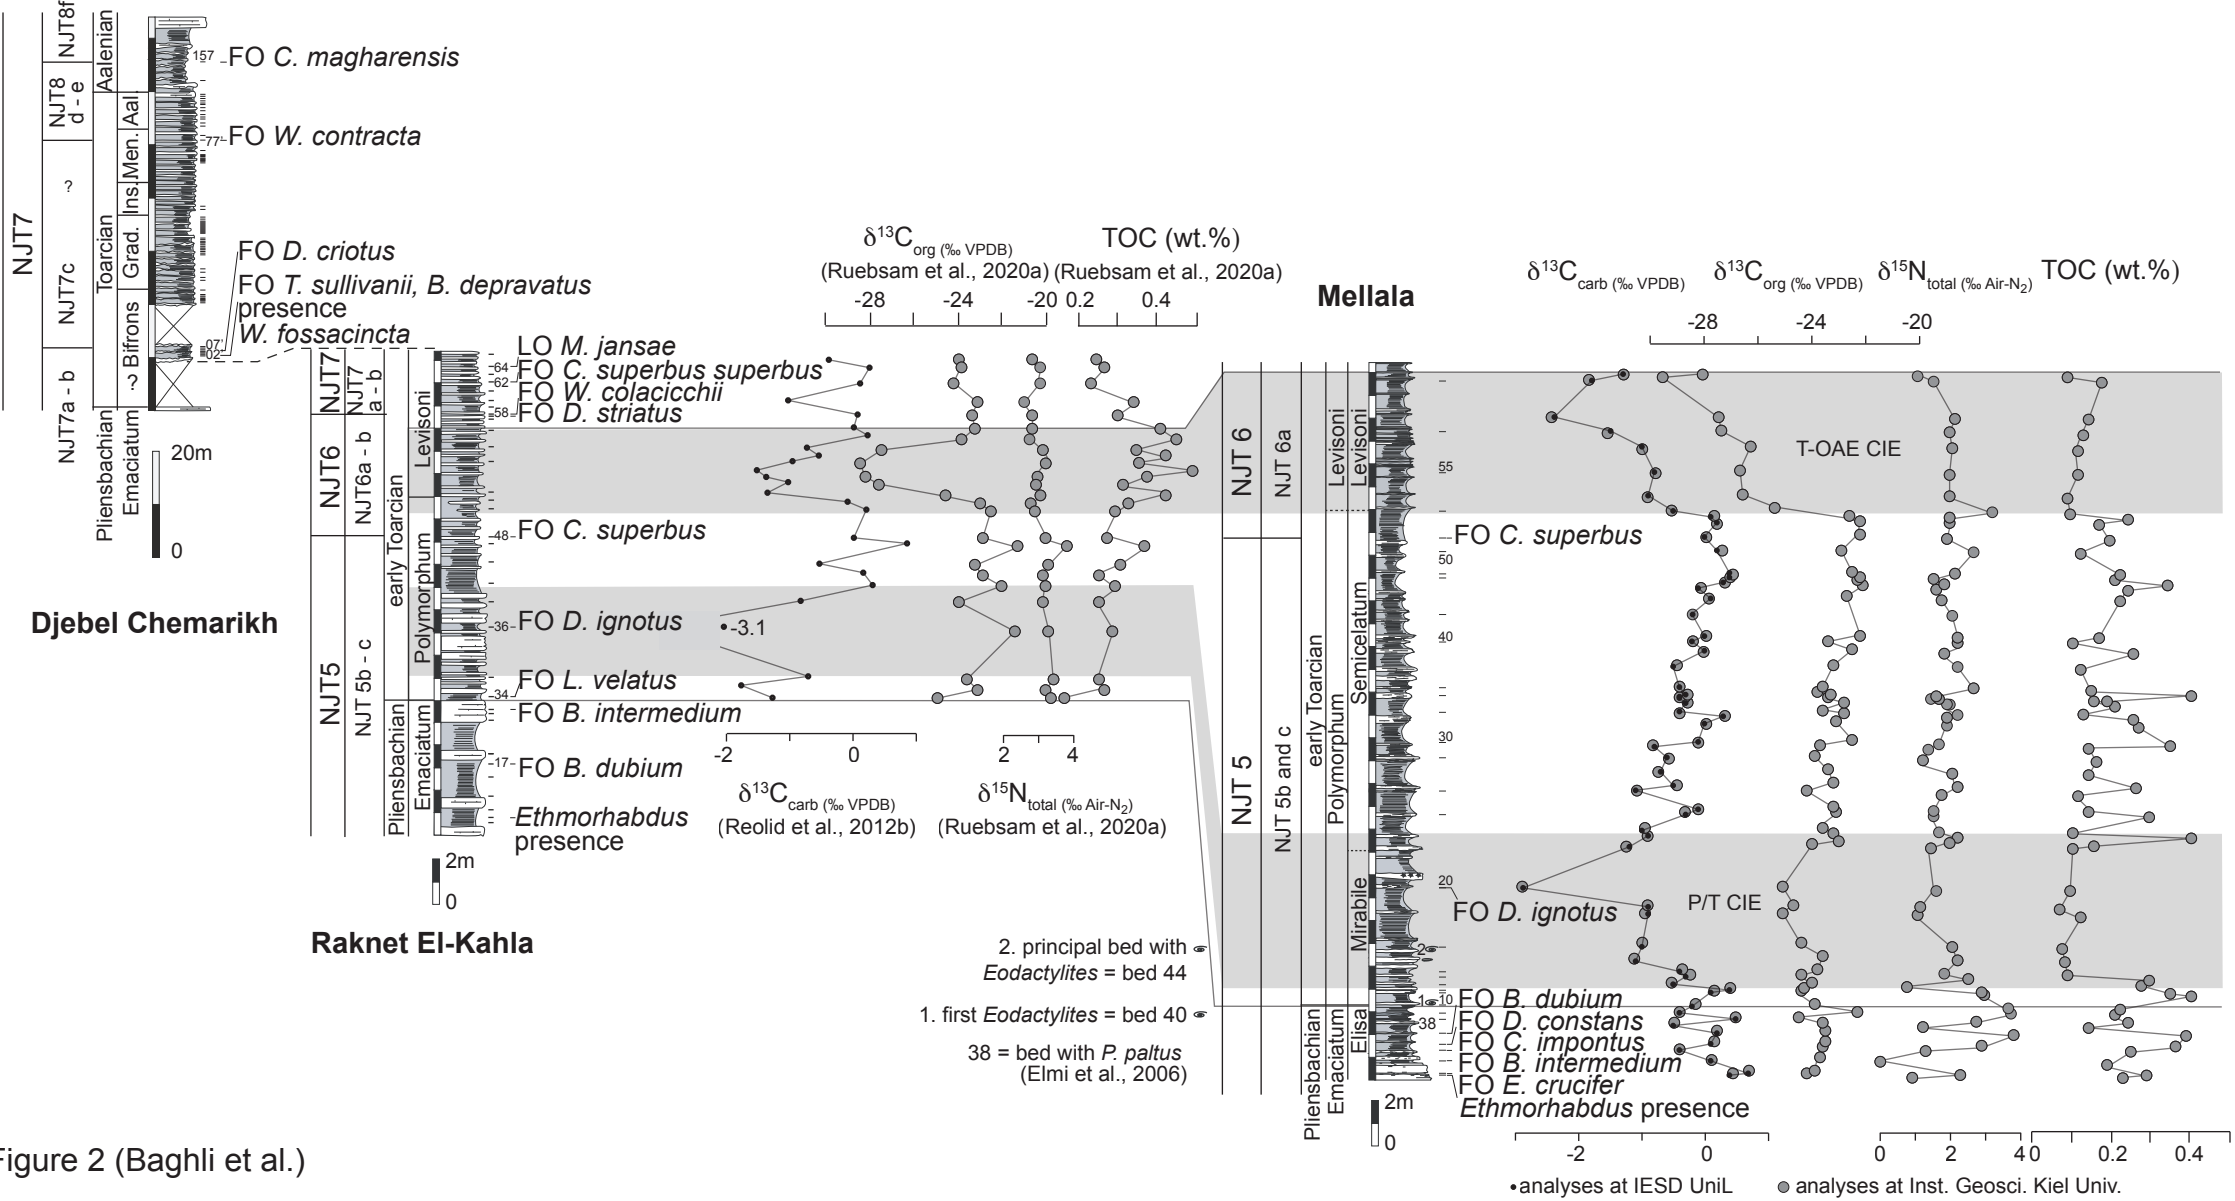 NJT7
NJT8f
NJT8
d - e
?
NJT7c
NJT7a - b
Aalenian
Toarcian
Pliensbachian
Aal.
Men.
Ins.
Grad.
Bifrons
?
Emaciatum
157
FO C. magharensis
77'
FO W. contracta
FO D. criotus
FO T. sullivanii, B. depravatus
presence
W. fossacincta
07'
02'
20m
0
Djebel Chemarikh
NJT7
NJT7
a - b
NJT6
NJT6a - b
NJT5
NJT 5b - c
early Toarcian
Pliensbachian
Levisoni
Polymorphum
Emaciatum
LO M. jansae
64
FO C. superbus superbus
62
FO W. colacicchii
58
FO D. striatus
48
FO C. superbus
36
FO D. ignotus
FO L. velatus
34
FO B. intermedium
17
FO B. dubium
Ethmorhabdus
presence
2m
0
Raknet El-Kahla
δ13Corg (‰ VPDB)
(Ruebsam et al., 2020a)
-28
-24
-20
TOC (wt.%)
(Ruebsam et al., 2020a)
0.2
0.4
-3.1
-2
0
δ13Ccarb (‰ VPDB)
(Reolid et al., 2012b)
2
4
δ15Ntotal (‰ Air-N2)
(Ruebsam et al., 2020a)
2. principal bed with
Eodactylites = bed 44
1. first Eodactylites = bed 40
38 = bed with P. paltus
(Elmi et al., 2006)
Mellala
NJT 6
NJT 6a
NJT 5
NJT 5b and c
early Toarcian
Pliensbachian
Levisoni
Polymorphum
Emaciatum
Levisoni
Semicelatum
Mirabile
Elisa
55
FO C. superbus
50
40
30
20
FO D. ignotus
2
1
10
FO B. dubium
38
FO D. constans
FO C. impontus
FO B. intermedium
FO E. crucifer
Ethmorhabdus presence
2m
0
δ13Ccarb (‰ VPDB)
δ13Corg (‰ VPDB)
δ15Ntotal (‰ Air-N2)
TOC (wt.%)
-28
-24
-20
T-OAE CIE
P/T CIE
-2
0
0
2
4
0
0.2
0.4
analyses at IESD UniL
analyses at Inst. Geosci. Kiel Univ.
Figure 2 (Baghli et al.)